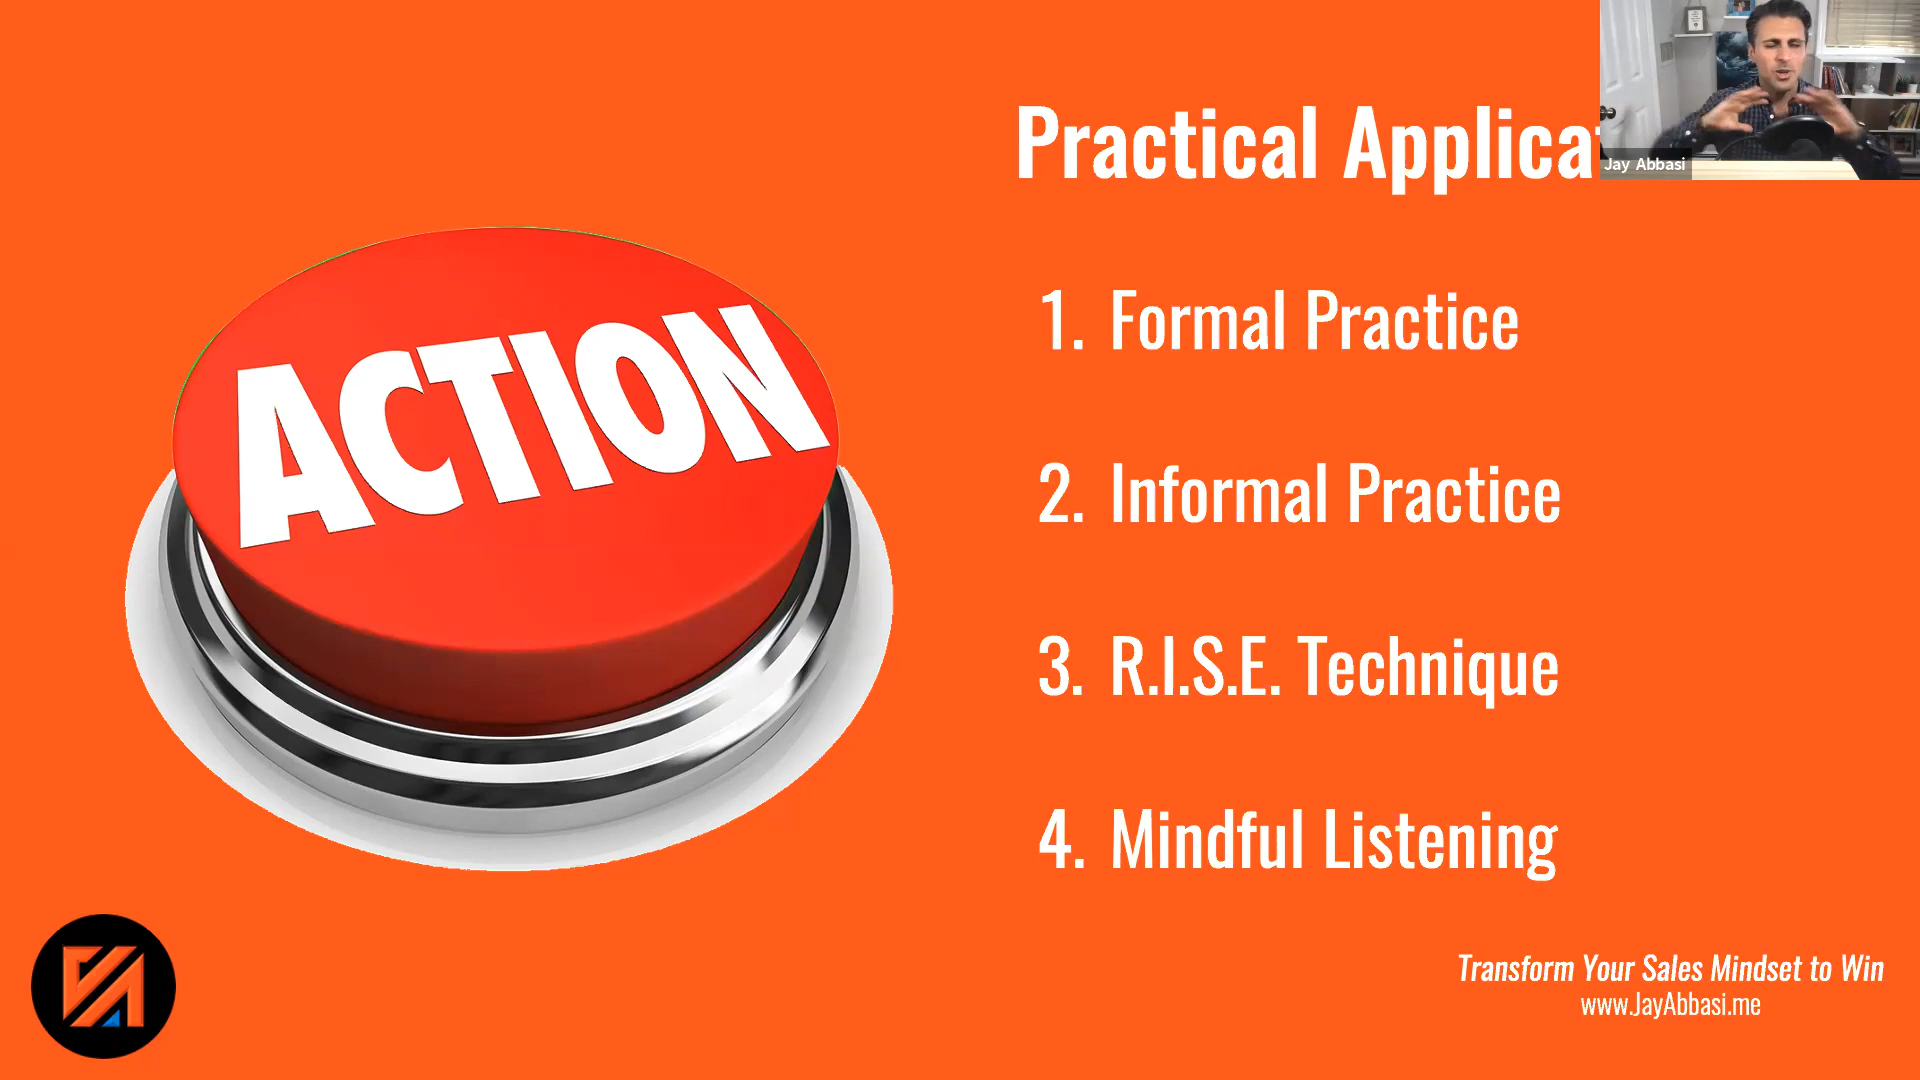 Practical Applica
Jay Abbasi
ACTION
1. Formal Practice
2. Informal Practice
3. R.I.S.E. Technique
4. Mindful Listening
Transform Your Sales Mindset to Win
www.JayAbbasi.me